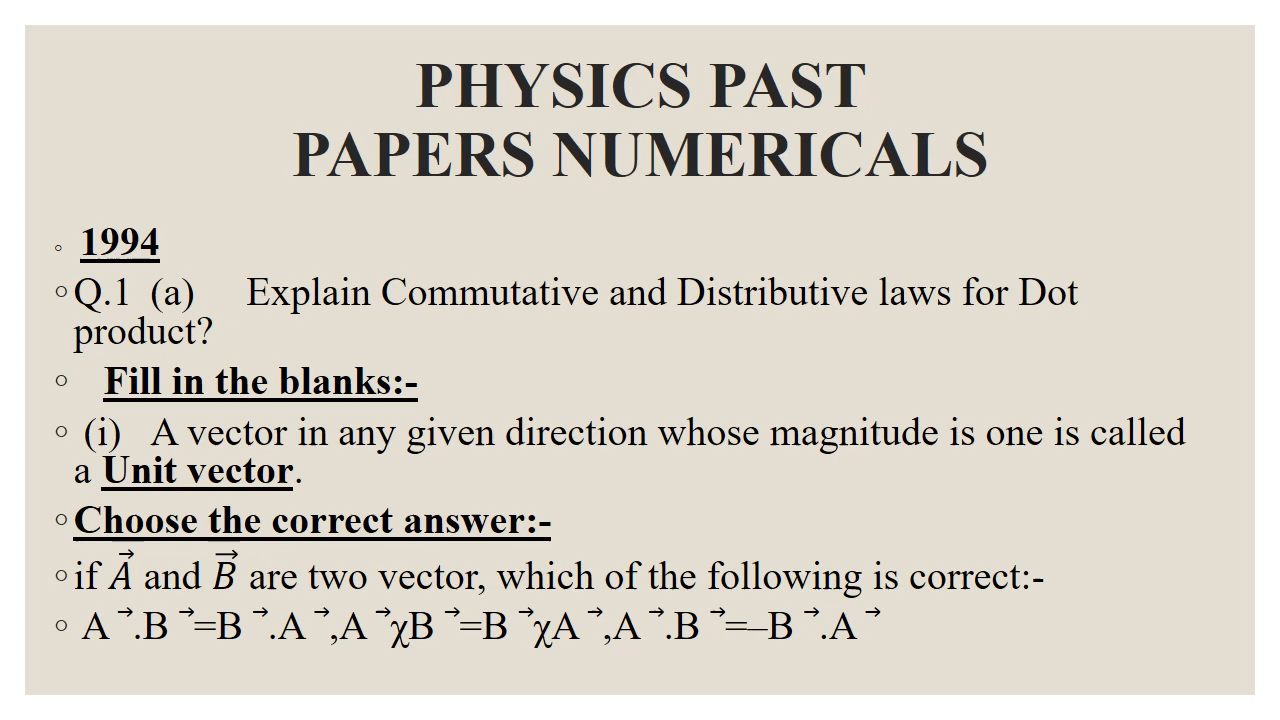 PHYSICS PAST
PAPERS NUMERICALS
◦ 1994
◦ Q.1 (a) Explain Commutative and Distributive laws for Dot
product?
◦ Fill in the blanks:-
◦ (i) A vector in any given direction whose magnitude is one is called
a Unit vector.
◦ Choose the correct answer:-
◦ if A⃗ and B⃗ are two vector, which of the following is correct:-
◦ A ⃗.B ⃗=B ⃗.A ⃗,A ⃗χB ⃗=B ⃗χA ⃗,A ⃗.B ⃗=–B ⃗.A ⃗